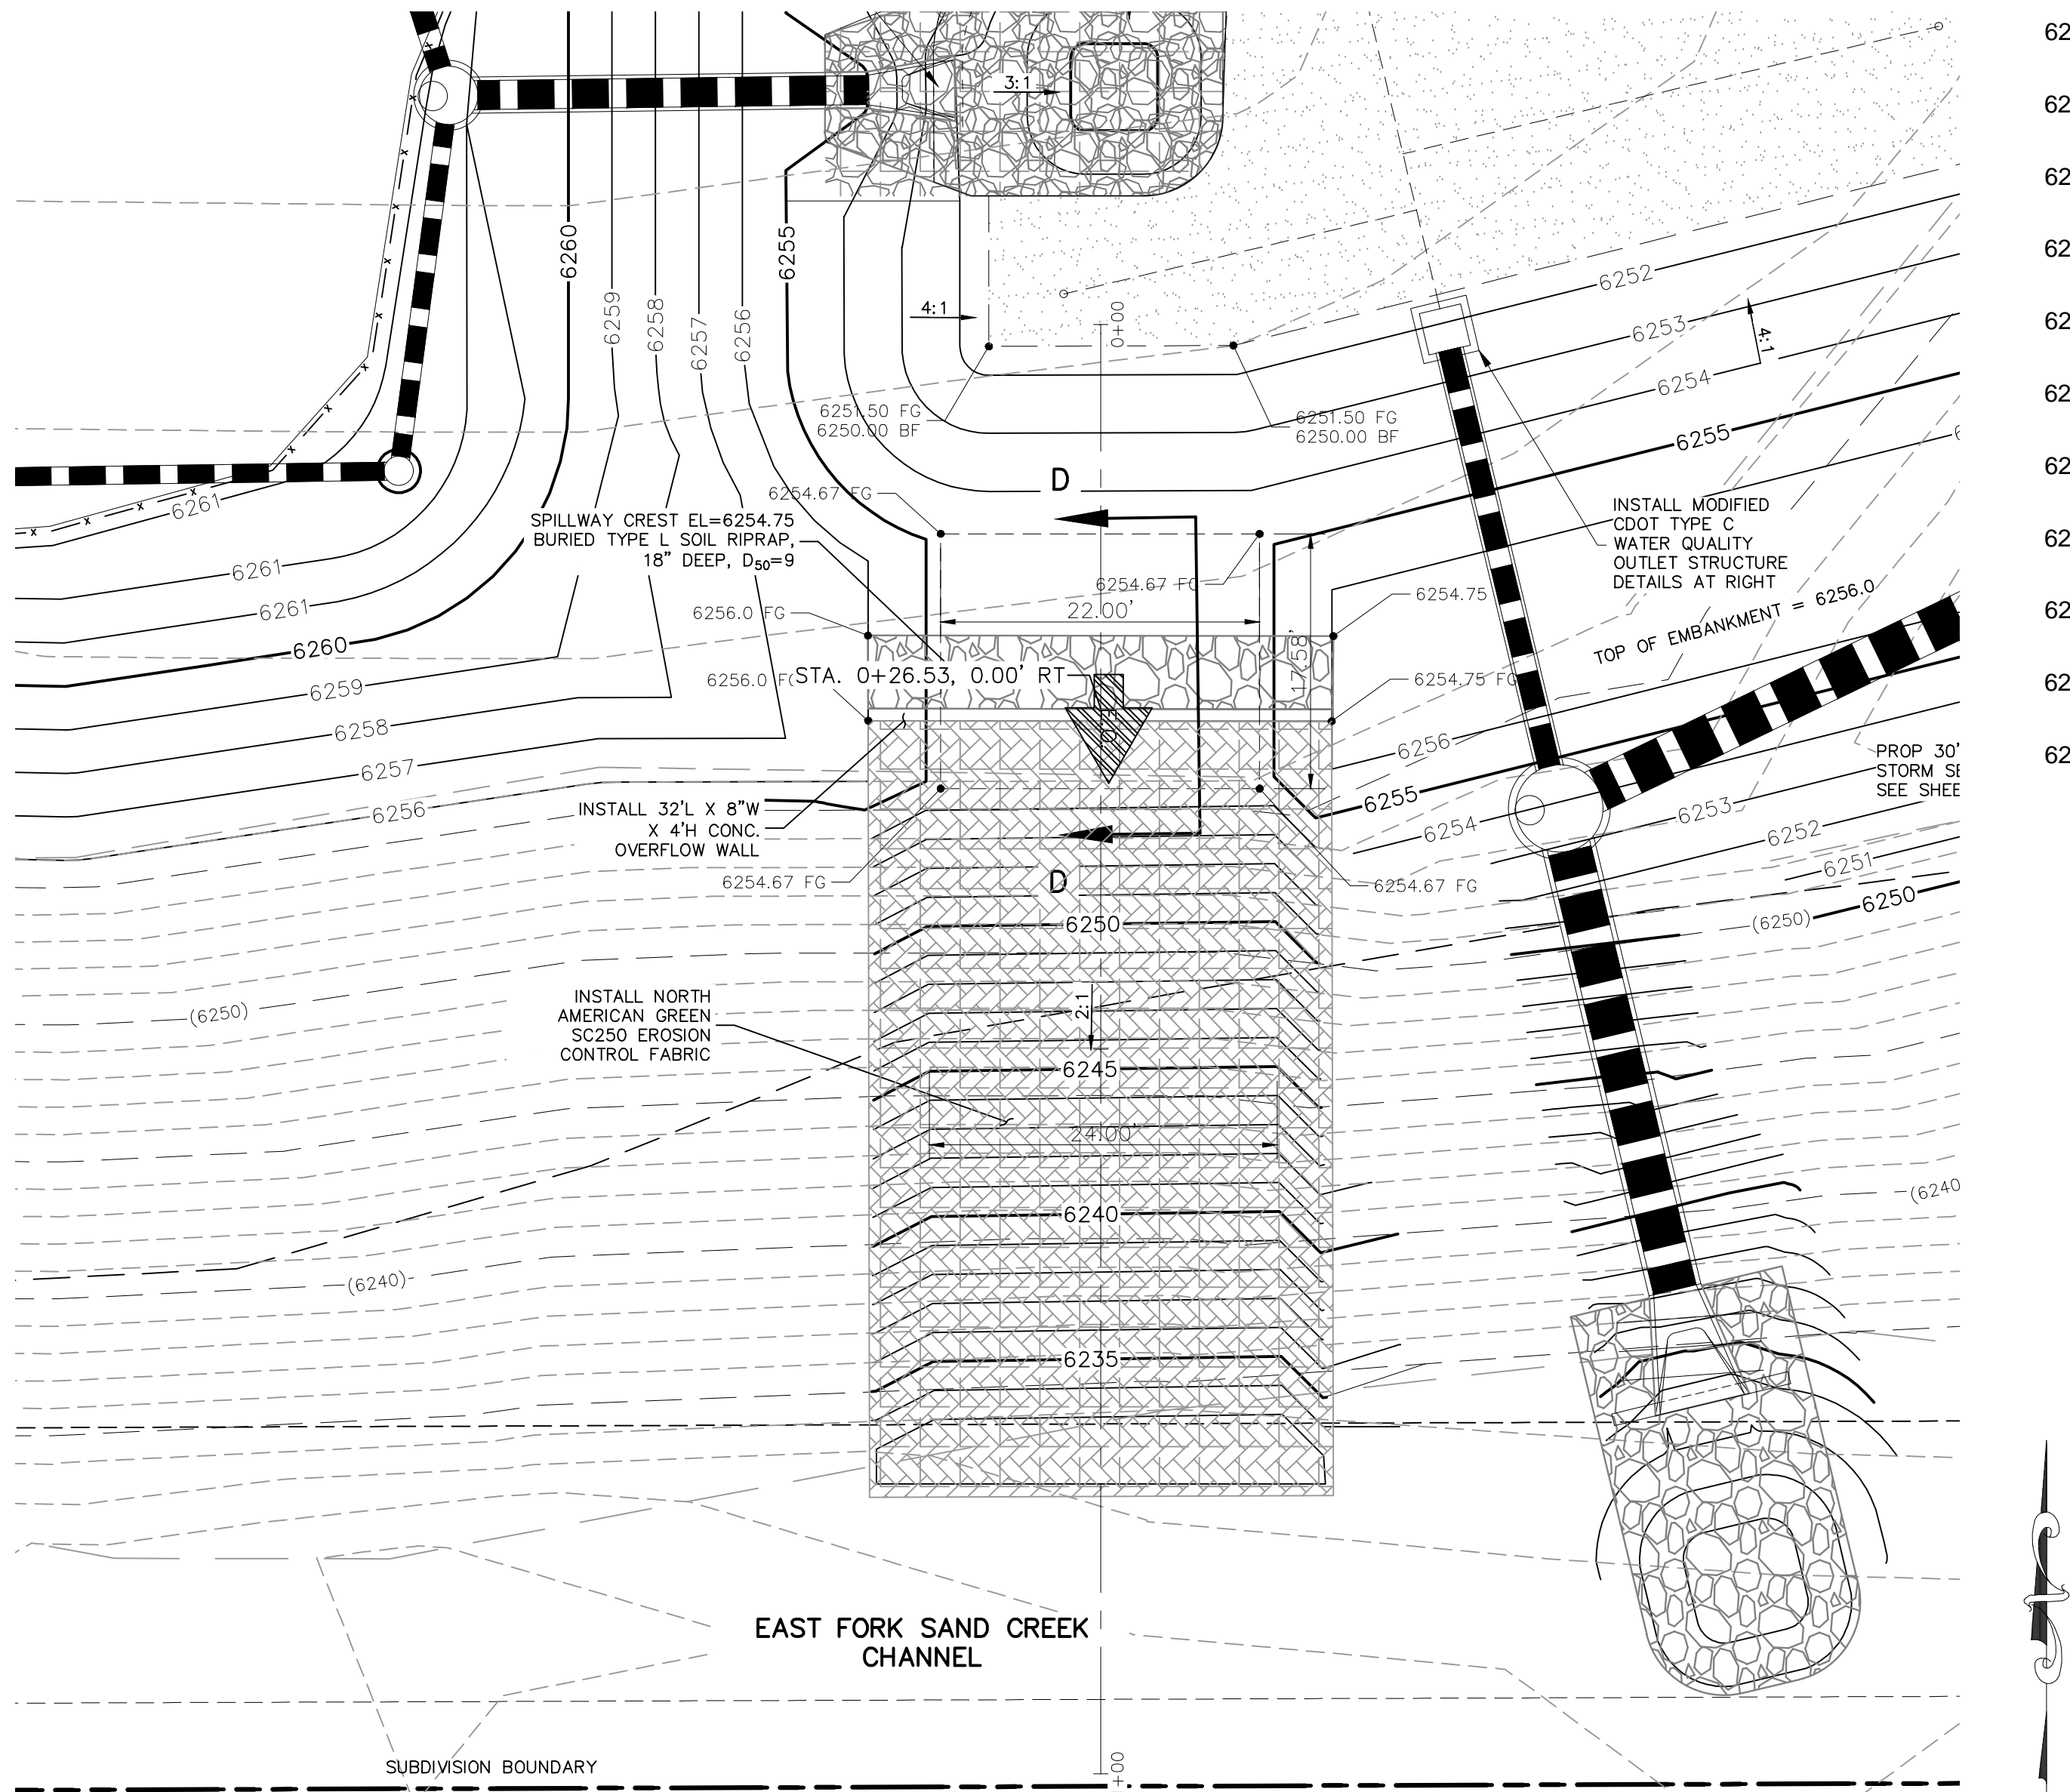 62
62
62
62
62
62
62
62
62
62
62
3:1
6260
6255
6259
6258
6257
6256
4:1
0+00
6252
6253
4:1
6254
6255
6251.50 FG
6250.00 BF
6251.50 FG
6250.00 BF
D
6254.67 FG
6261
SPILLWAY CREST EL=6254.75
BURIED TYPE L SOIL RIPRAP,
18" DEEP, D50=9
INSTALL MODIFIED
CDOT TYPE C
WATER QUALITY
OUTLET STRUCTURE
DETAILS AT RIGHT
6261
6261
6254.67 FG
6254.75
22.00'
6256.0 FG
TOP OF EMBANKMENT = 6256.0
6260
6259
6256.0 FG
STA. 0+26.53, 0.00' RT
17.58'
6254.75 FG
6258
6257
6256
6256
PROP 30'
STORM SE
SEE SHEE
6255
INSTALL 32'L X 8"W
X 4'H CONC.
OVERFLOW WALL
6254
6253
6252
6251
6254.67 FG
D
6254.67 FG
6250
6250
(6250)
(6250)
INSTALL NORTH
AMERICAN GREEN
SC250 EROSION
CONTROL FABRIC
2:1
6245
24.00'
6240
(6240
(6240)
6235
EAST FORK SAND CREEK
CHANNEL
SUBDIVISION BOUNDARY
+00